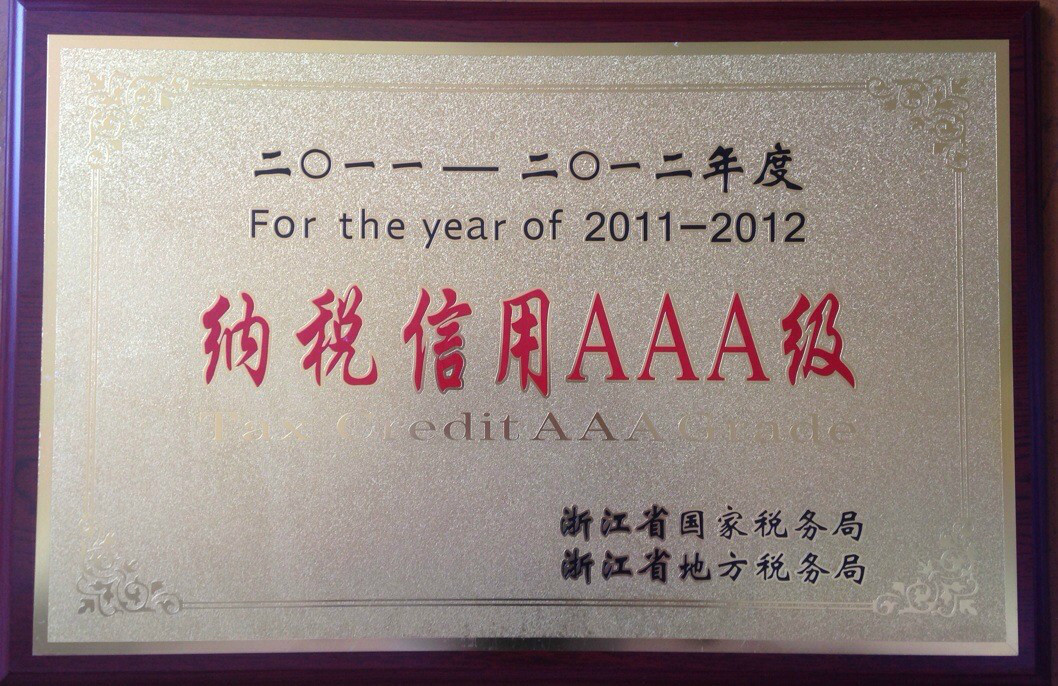 二〇一一 — 二〇一二年度
For the year of 2011-2012
纳税信用AAA级
Tax Credit AAA Grade
浙江省国家税务局
浙江省地方税务局